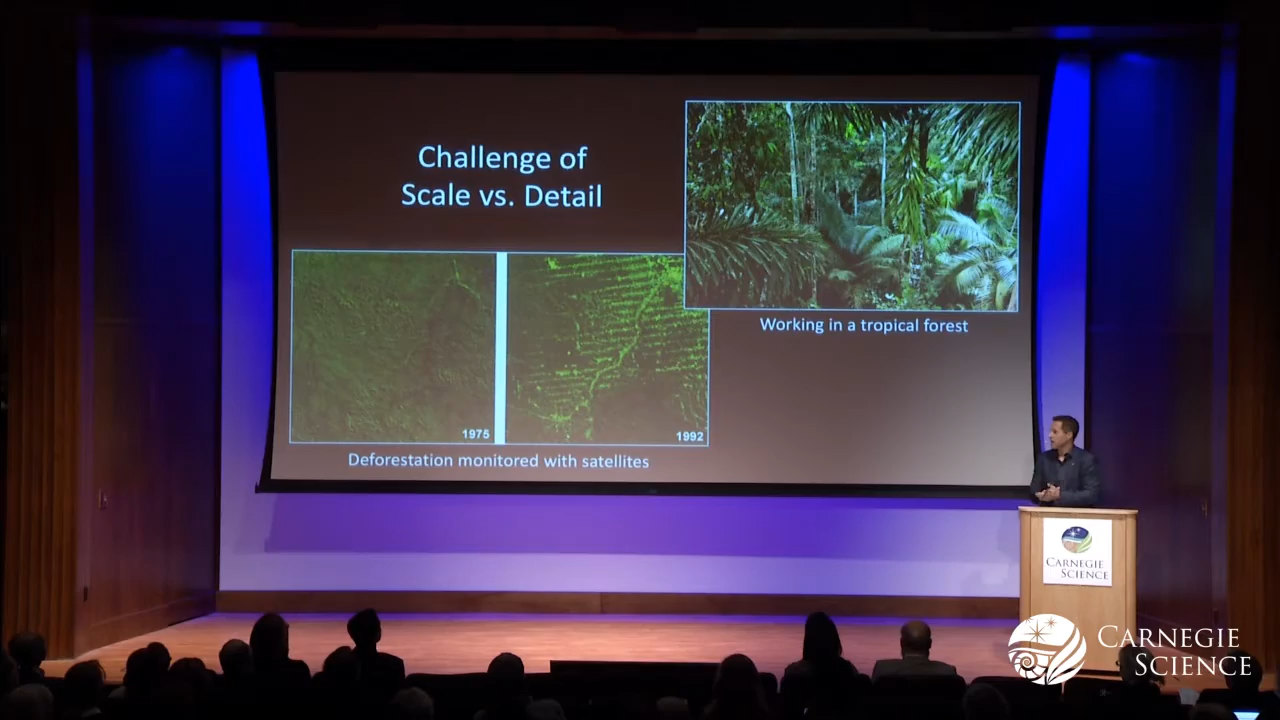 Challenge of
Scale vs. Detail
Working in a tropical forest
1975
1992
Deforestation monitored with satellites
CARNEGIE
SCIENCE
CARNEGIE
SCIENCE